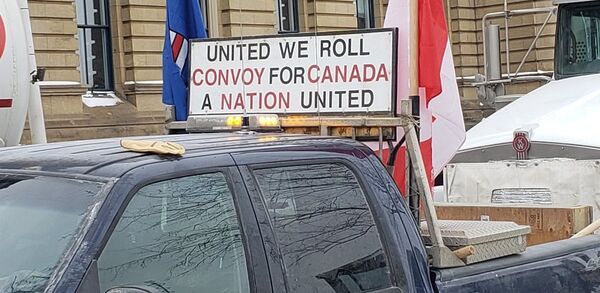 UNITED WE ROLL
CONVOY FOR CANADA
A NATION UNITED